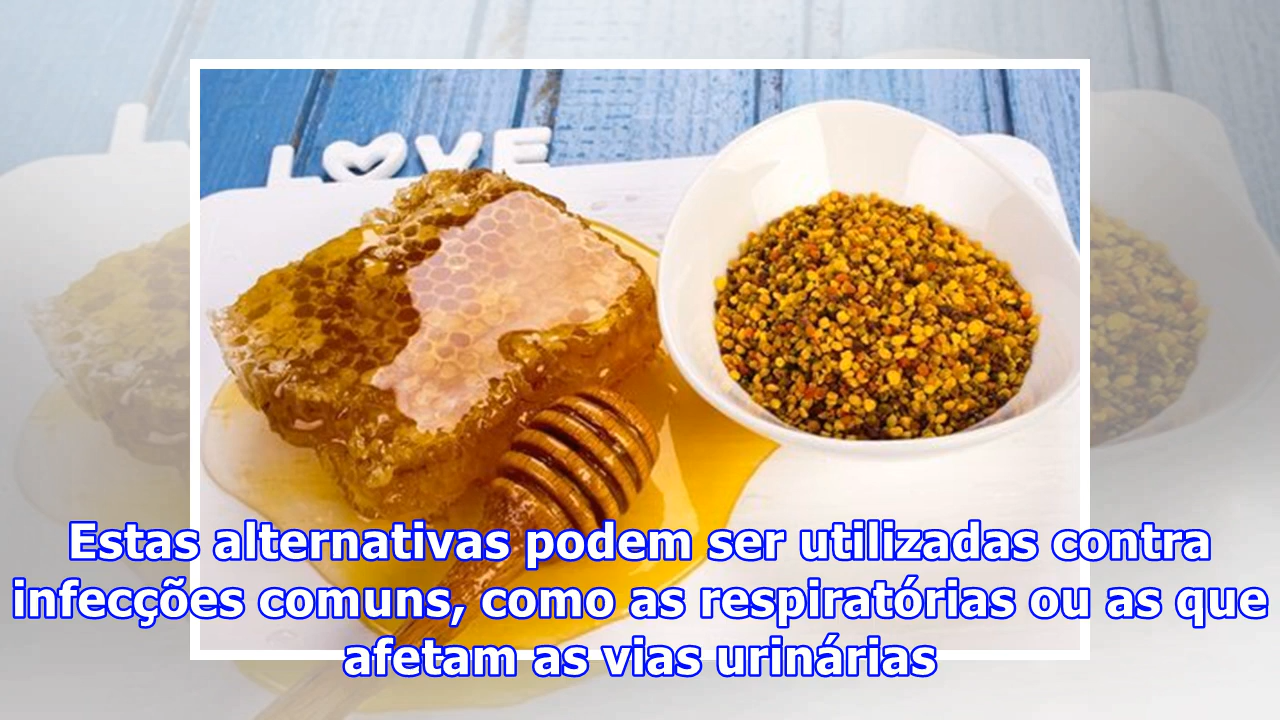 LOVE
Estas alternativas podem ser utilizadas contra
infecções comuns, como as respiratórias ou as que
afetam as vias urinárias